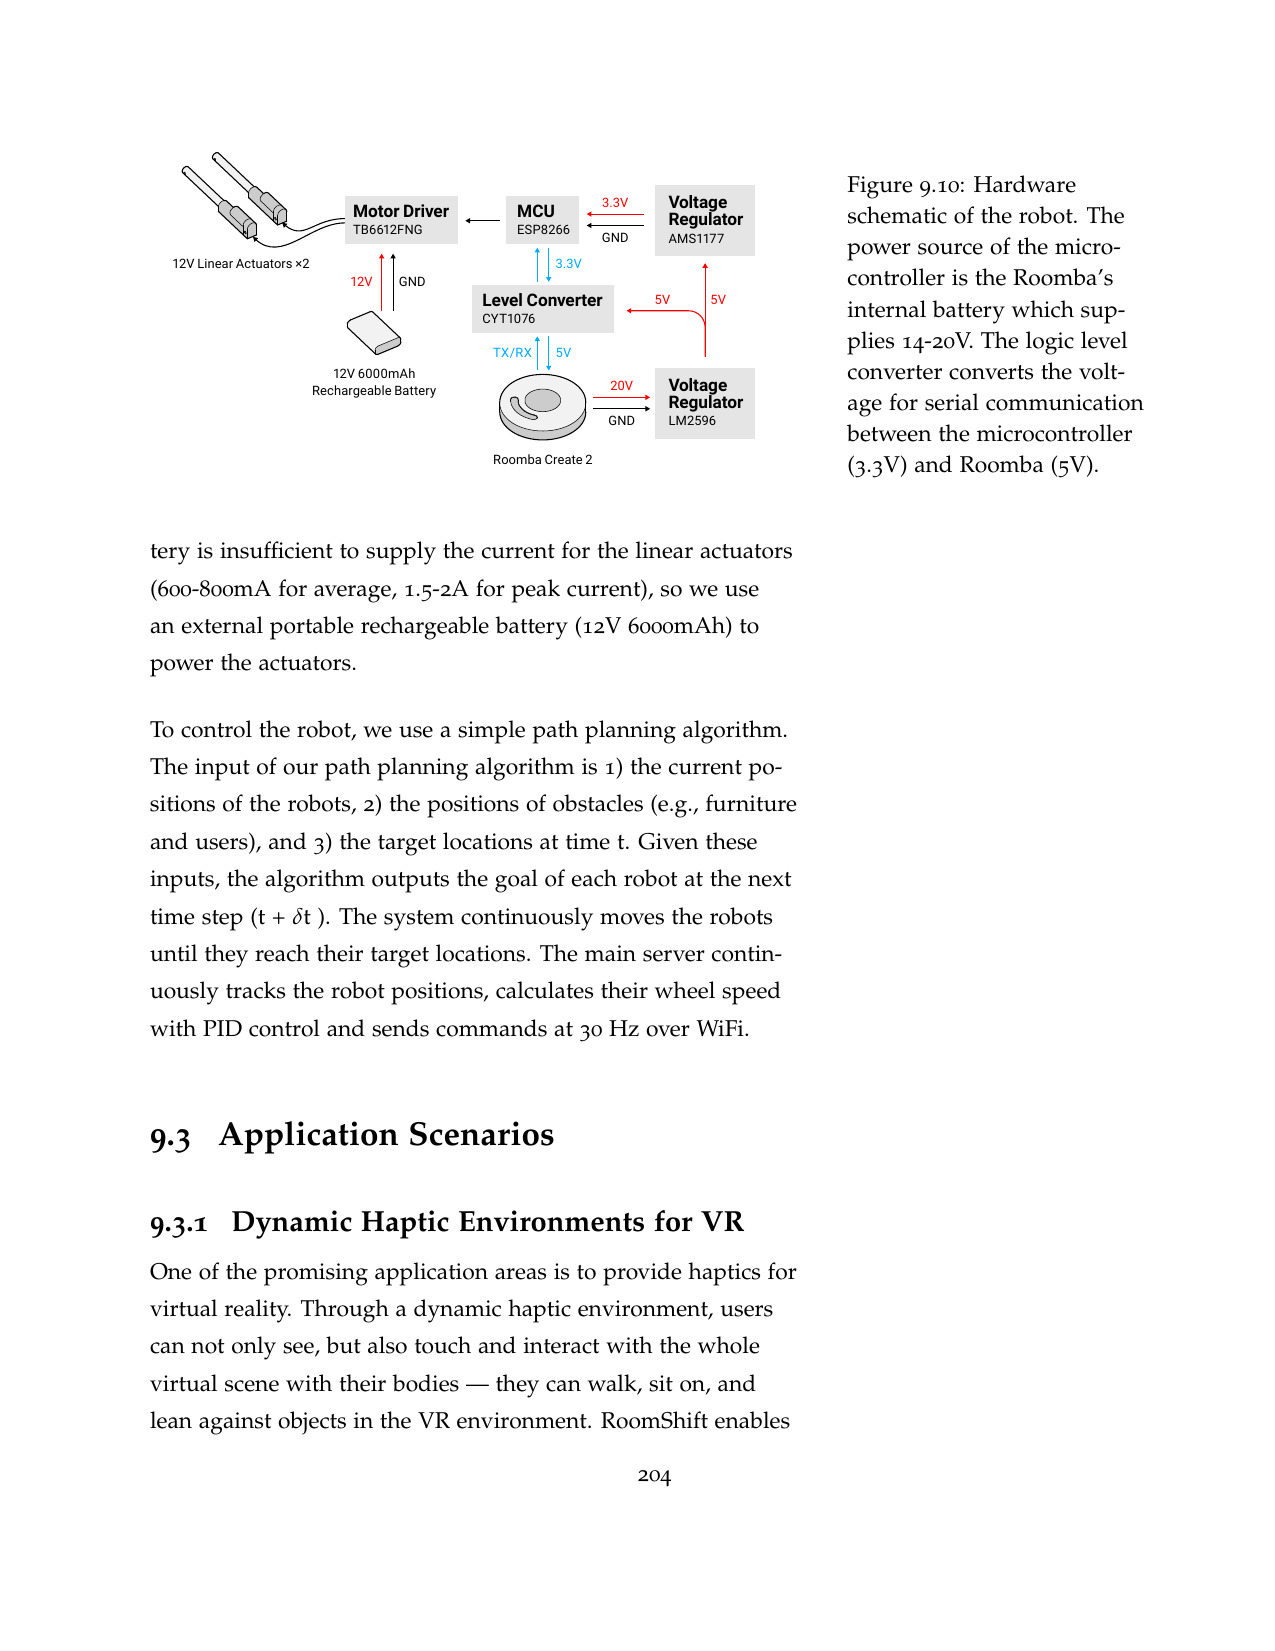 12V Linear Actuators ×2
Motor Driver
TB6612FNG
MCU
ESP8266
3.3V
GND
Voltage
Regulator
AMS1177
12V
GND
3.3V
Level Converter
CYT1076
5V
5V
12V 6000mAh
Rechargeable Battery
TX/RX
5V
20V
GND
Voltage
Regulator
LM2596
Roomba Create 2
Figure 9.10: Hardware
schematic of the robot. The
power source of the micro-
controller is the Roomba’s
internal battery which sup-
plies 14-20V. The logic level
converter converts the volt-
age for serial communication
between the microcontroller
(3.3V) and Roomba (5V).
tery is insufficient to supply the current for the linear actuators
(600-800mA for average, 1.5-2A for peak current), so we use
an external portable rechargeable battery (12V 6000mAh) to
power the actuators.
To control the robot, we use a simple path planning algorithm.
The input of our path planning algorithm is 1) the current po-
sitions of the robots, 2) the positions of obstacles (e.g., furniture
and users), and 3) the target locations at time t. Given these
inputs, the algorithm outputs the goal of each robot at the next
time step (t + δt ). The system continuously moves the robots
until they reach their target locations. The main server contin-
uously tracks the robot positions, calculates their wheel speed
with PID control and sends commands at 30 Hz over WiFi.
9.3 Application Scenarios
9.3.1 Dynamic Haptic Environments for VR
One of the promising application areas is to provide haptics for
virtual reality. Through a dynamic haptic environment, users
can not only see, but also touch and interact with the whole
virtual scene with their bodies — they can walk, sit on, and
lean against objects in the VR environment. RoomShift enables
204